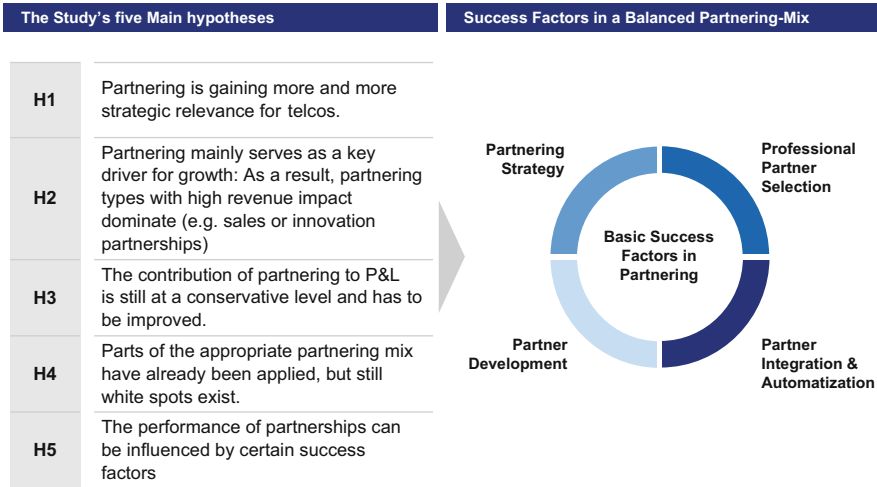 The Study's five Main hypotheses
H1
Partnering is gaining more and more
strategic relevance for telcos.
H2
Partnering mainly serves as a key
driver for growth: As a result, partnering
types with high revenue impact
dominate (e.g. sales or innovation
partnerships)
H3
The contribution of partnering to P&L
is still at a conservative level and has to
be improved.
H4
Parts of the appropriate partnering mix
have already been applied, but still
white spots exist.
H5
The performance of partnerships can
be influenced by certain success
factors
Success Factors in a Balanced Partnering-Mix
Partnering
Strategy
Professional
Partner
Selection
Basic Success
Factors in
Partnering
Partner
Development
Partner
Integration &
Automatization